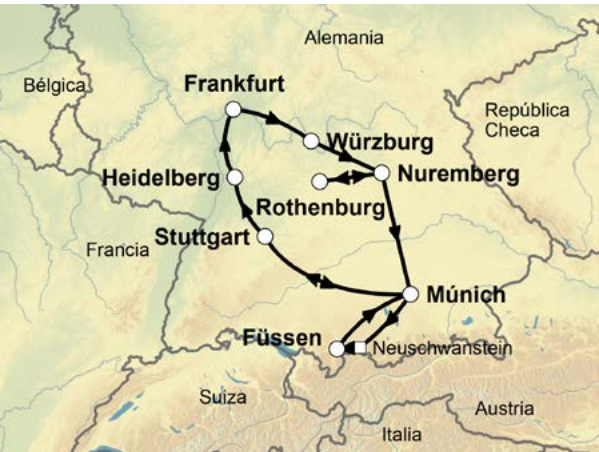 Alemania
Bélgica
Frankfurt
República
Checa
Würzburg
Heidelberg
Nuremberg
Rothenburg
Stuttgart
Francia
Múnich
Füssen
Neuschwanstein
Suiza
Austria
Italia